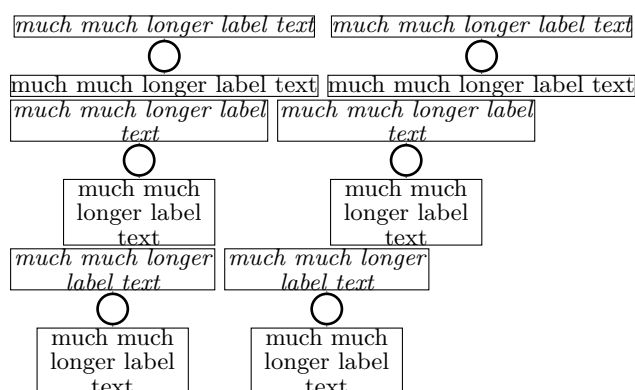 much much longer label text much much longer label text
much much longer label text much much longer label text
much much longer label much much longer label
text text
much much much much
longer label longer label
text text
much much longer much much longer
label text label text
much much much much
longer label longer label
text text